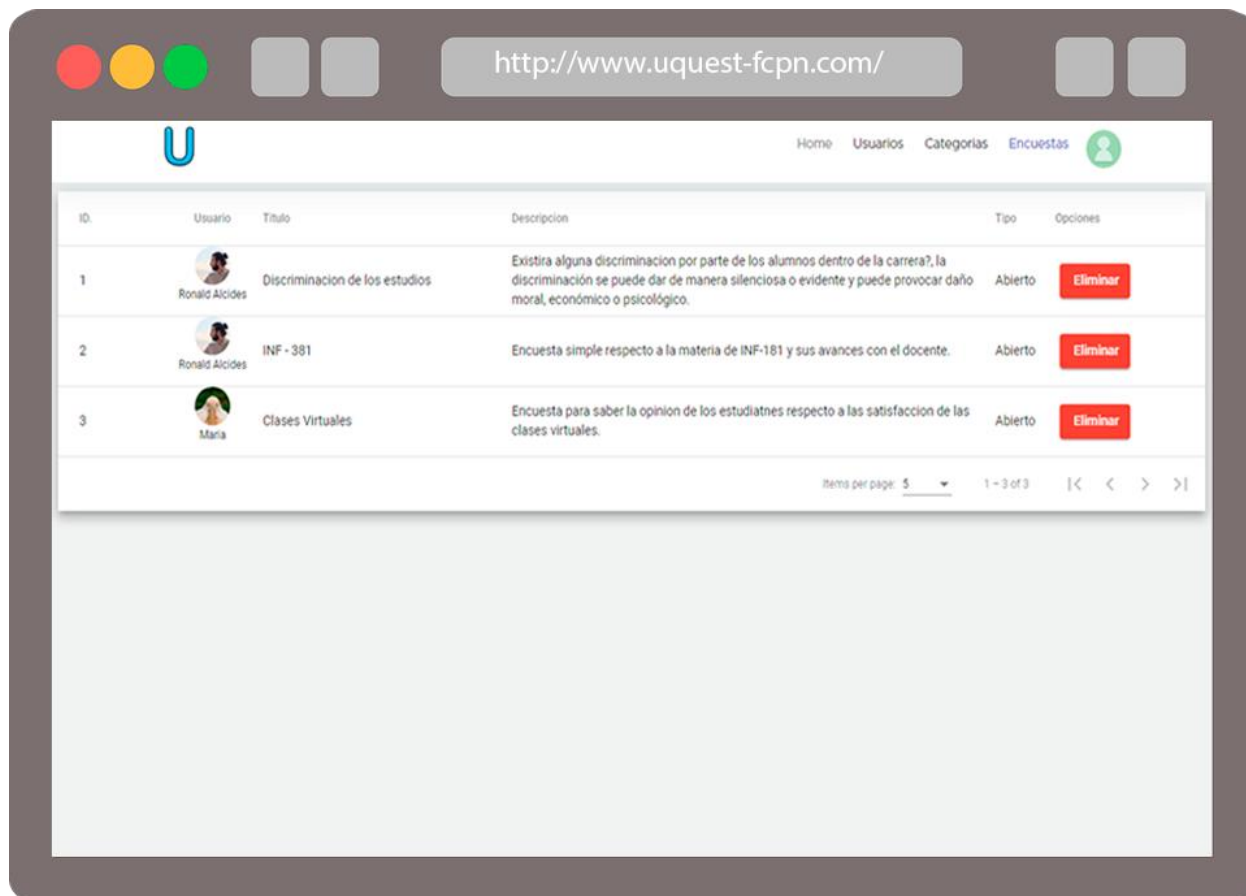 http://www.uquest-fcpn.com/
U
Home Usuarios Categorias Encuestas
ID. Usuario Titulo Descripcion Tipo Opciones
Existira alguna discriminacion por parte de los alumnos dentro de la carrera?, la
1 Ronald Alcides Discriminacion de los estudios discriminación se puede dar de manera silenciosa o evidente y puede provocar daño Abierto Eliminar
moral, económico o psicológico.
2 Ronald Alcides INF - 381 Encuesta simple respecto a la materia de INF-181 y sus avances con el docente. Abierto Eliminar
3 Maria Clases Virtuales Encuesta para saber la opinion de los estudiatnes respecto a las satisfaccion de las Abierto Eliminar
clases virtuales.
Items per page: 5 1 – 3 of 3